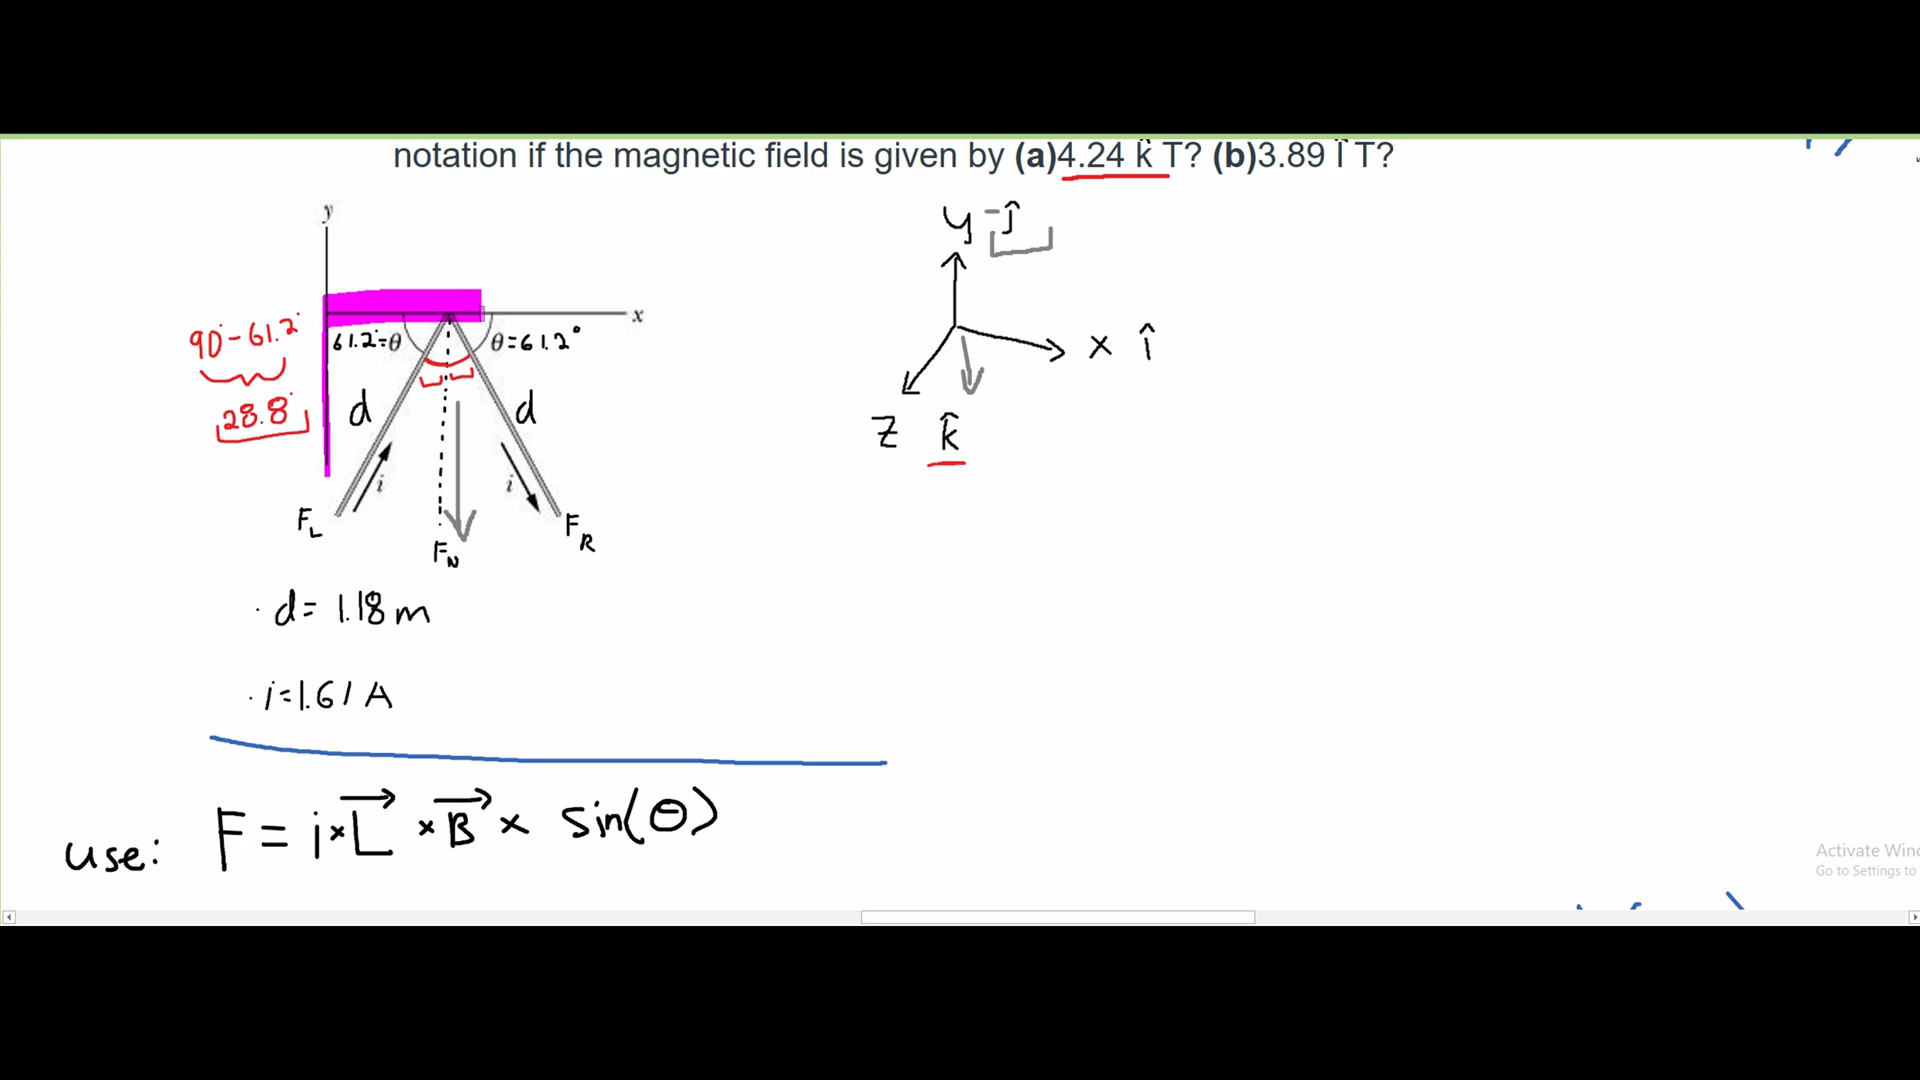 notation if the magnetic field is given by (a)4.24 k̂ T? (b)3.89 î T?
y
y -ĵ
x
90°-61.2°
61.2°=θ
θ=61.2°
x î
28.8°
d
d
z k̂
i
i
F_L
F_N
F_R
· d= 1.18m
· i=1.61 A
use: F = i × L⃗ × B⃗ × sin(θ)
Activate Wind
Go to Settings to